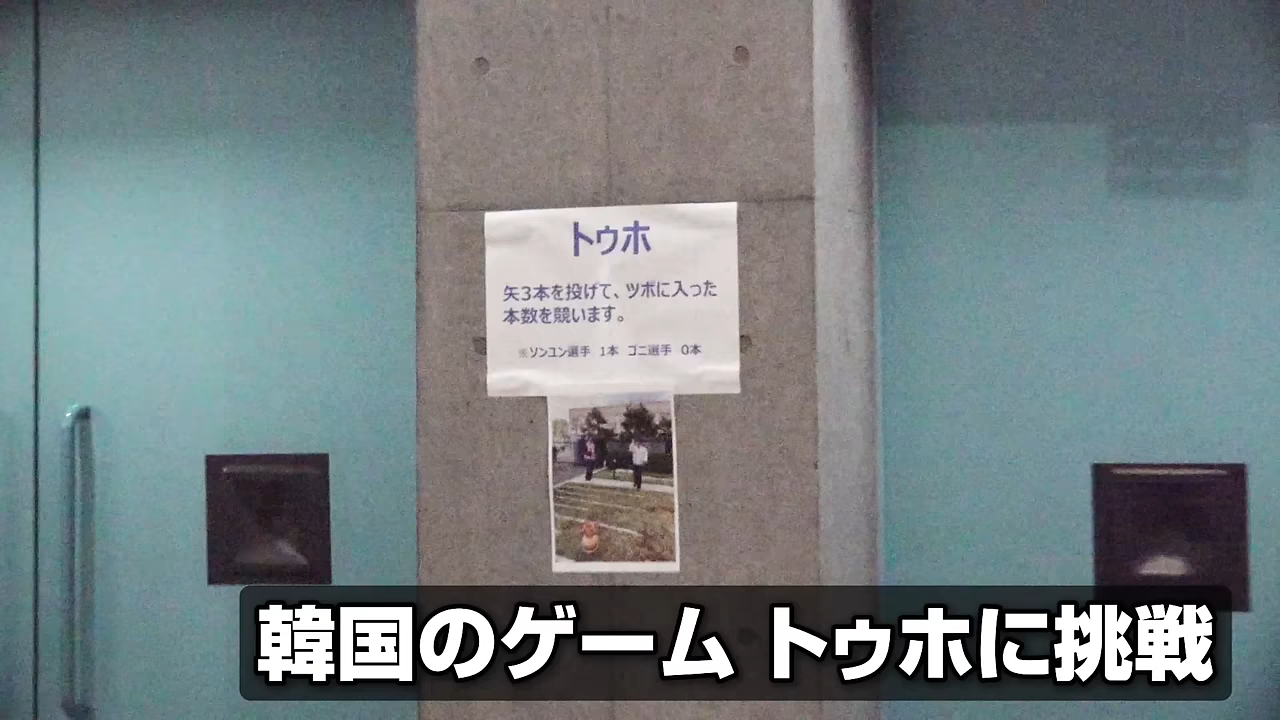 トゥホ
矢3本を投げて、ツボに入った
本数を競います。
※ソンユン選手 1本 ゴニ選手 0本
韓国のゲーム トゥホに挑戦